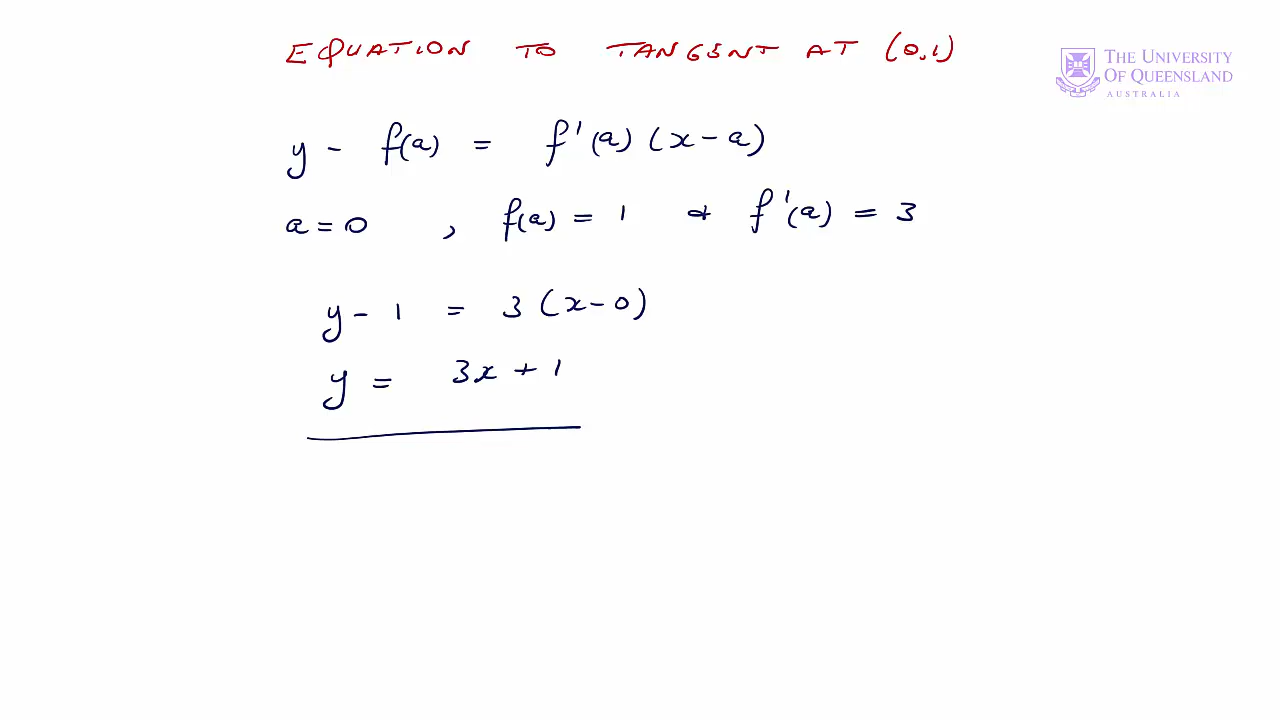 EQUATION TO TANGENT AT (0,1)
THE UNIVERSITY
OF QUEENSLAND
AUSTRALIA
y - f(a) = f'(a) (x - a)
a = 0 , f(a) = 1 & f'(a) = 3
y - 1 = 3 (x - 0)
y = 3x + 1